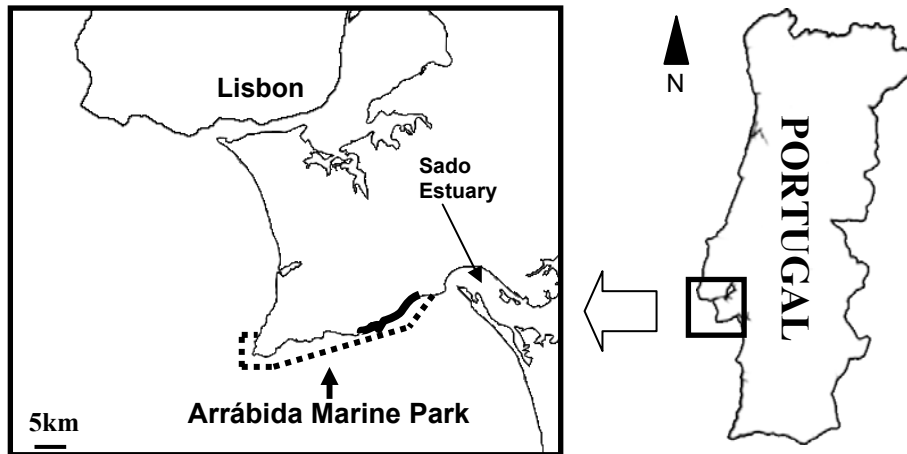 Lisbon
Sado
Estuary
Arrábida Marine Park
5km
N
PORTUGAL